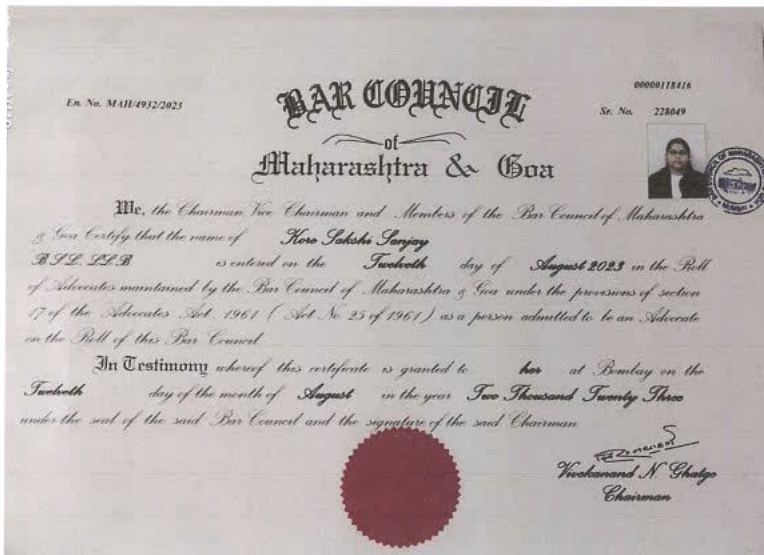 00000118416
En. No. MAH/4932/2023
Sr. No. 228049
BAR COUNCIL
of
Maharashtra & Goa
We, the Chairman, Vice Chairman and Members of the Bar Council of Maharashtra
& Goa Certify that the name of Kore Sakshi Sanjay
BSL. LLB is entered on the Twelveth day of August 2023 in the Roll
of Advocates maintained by the Bar Council of Maharashtra & Goa under the provisions of section
17 of the Advocates Act 1961 ( Act No 25 of 1961 ) as a person admitted to be an Advocate
on the Roll of this Bar Council
In Testimony whereof this certificate is granted to her at Bombay on the
Twelveth day of the month of August in the year Two Thousand Twenty Three
under the seal of the said Bar Council and the signature of the said Chairman
Vivekanand N. Ghatge
Chairman